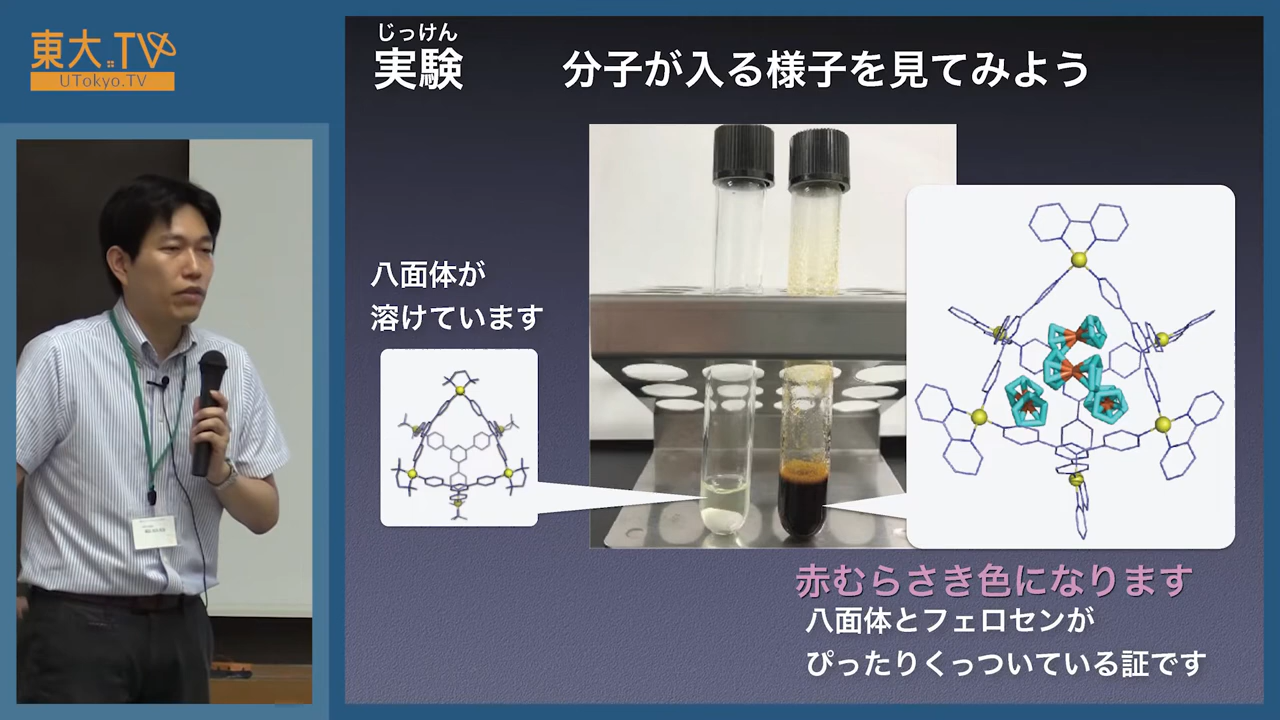 東大.TV
UTokyo.TV
じっけん
実験 分子が入る様子を見てみよう
八面体が
溶けています
赤むらさき色になります
八面体とフェロセンが
ぴったりくっついている証です